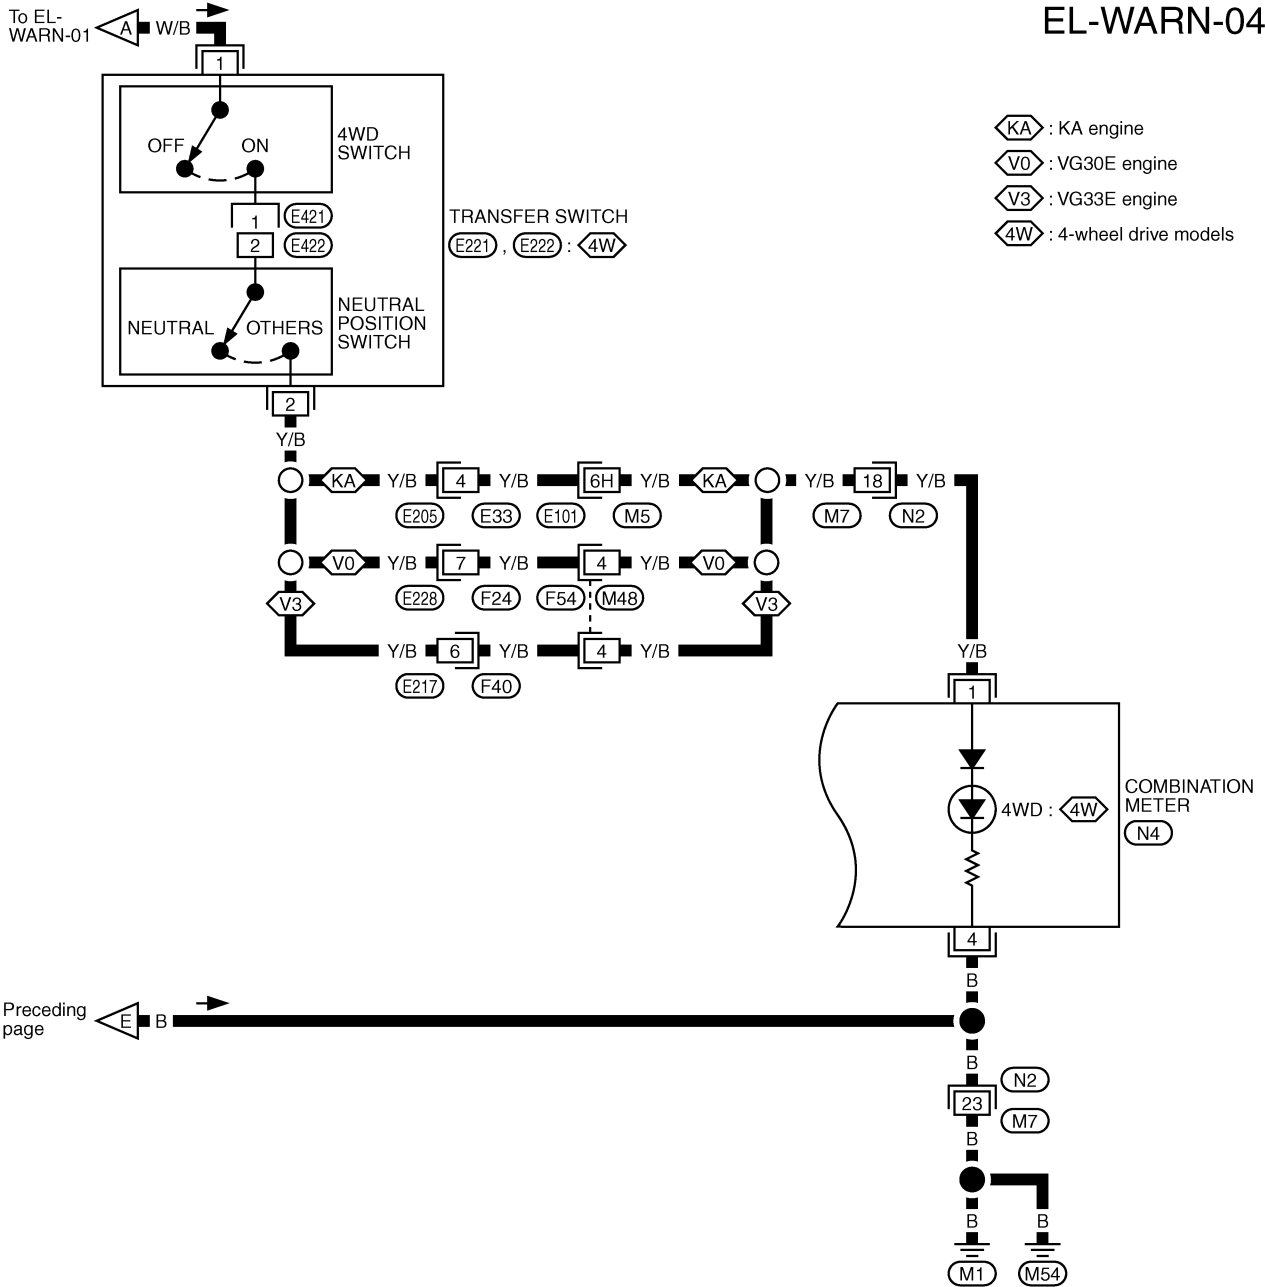 EL-WARN-04
To EL-
WARN-01
A
W/B
1
OFF
ON
4WD
SWITCH
1
E421
2
E422
TRANSFER SWITCH
E221 , E222 : 4W
NEUTRAL
OTHERS
NEUTRAL
POSITION
SWITCH
2
Y/B
KA : KA engine
V0 : VG30E engine
V3 : VG33E engine
4W : 4-wheel drive models
KA Y/B 4 Y/B 6H Y/B KA Y/B 18 Y/B
E205 E33 E101 M5 M7 N2
V0 Y/B 7 Y/B 4 Y/B V0
E228 F24 F54 M48
V3 V3
Y/B 6 Y/B 4 Y/B
E217 F40
Y/B
1
4WD : 4W
COMBINATION
METER
N4
4
B
Preceding
page
E
B
B
N2
23
M7
B
B B
M1 M54